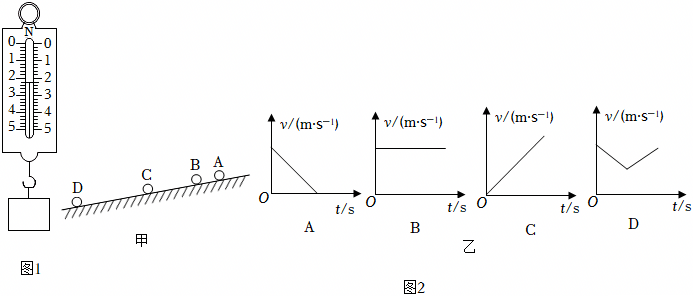 N
0 0
1 1
2 2
3 3
4 4
5 5
图1
D C B A
甲
v/(m·s⁻¹)
O
t/s
A
v/(m·s⁻¹)
O
t/s
B
v/(m·s⁻¹)
O
t/s
C
v/(m·s⁻¹)
O
t/s
D
乙
图2